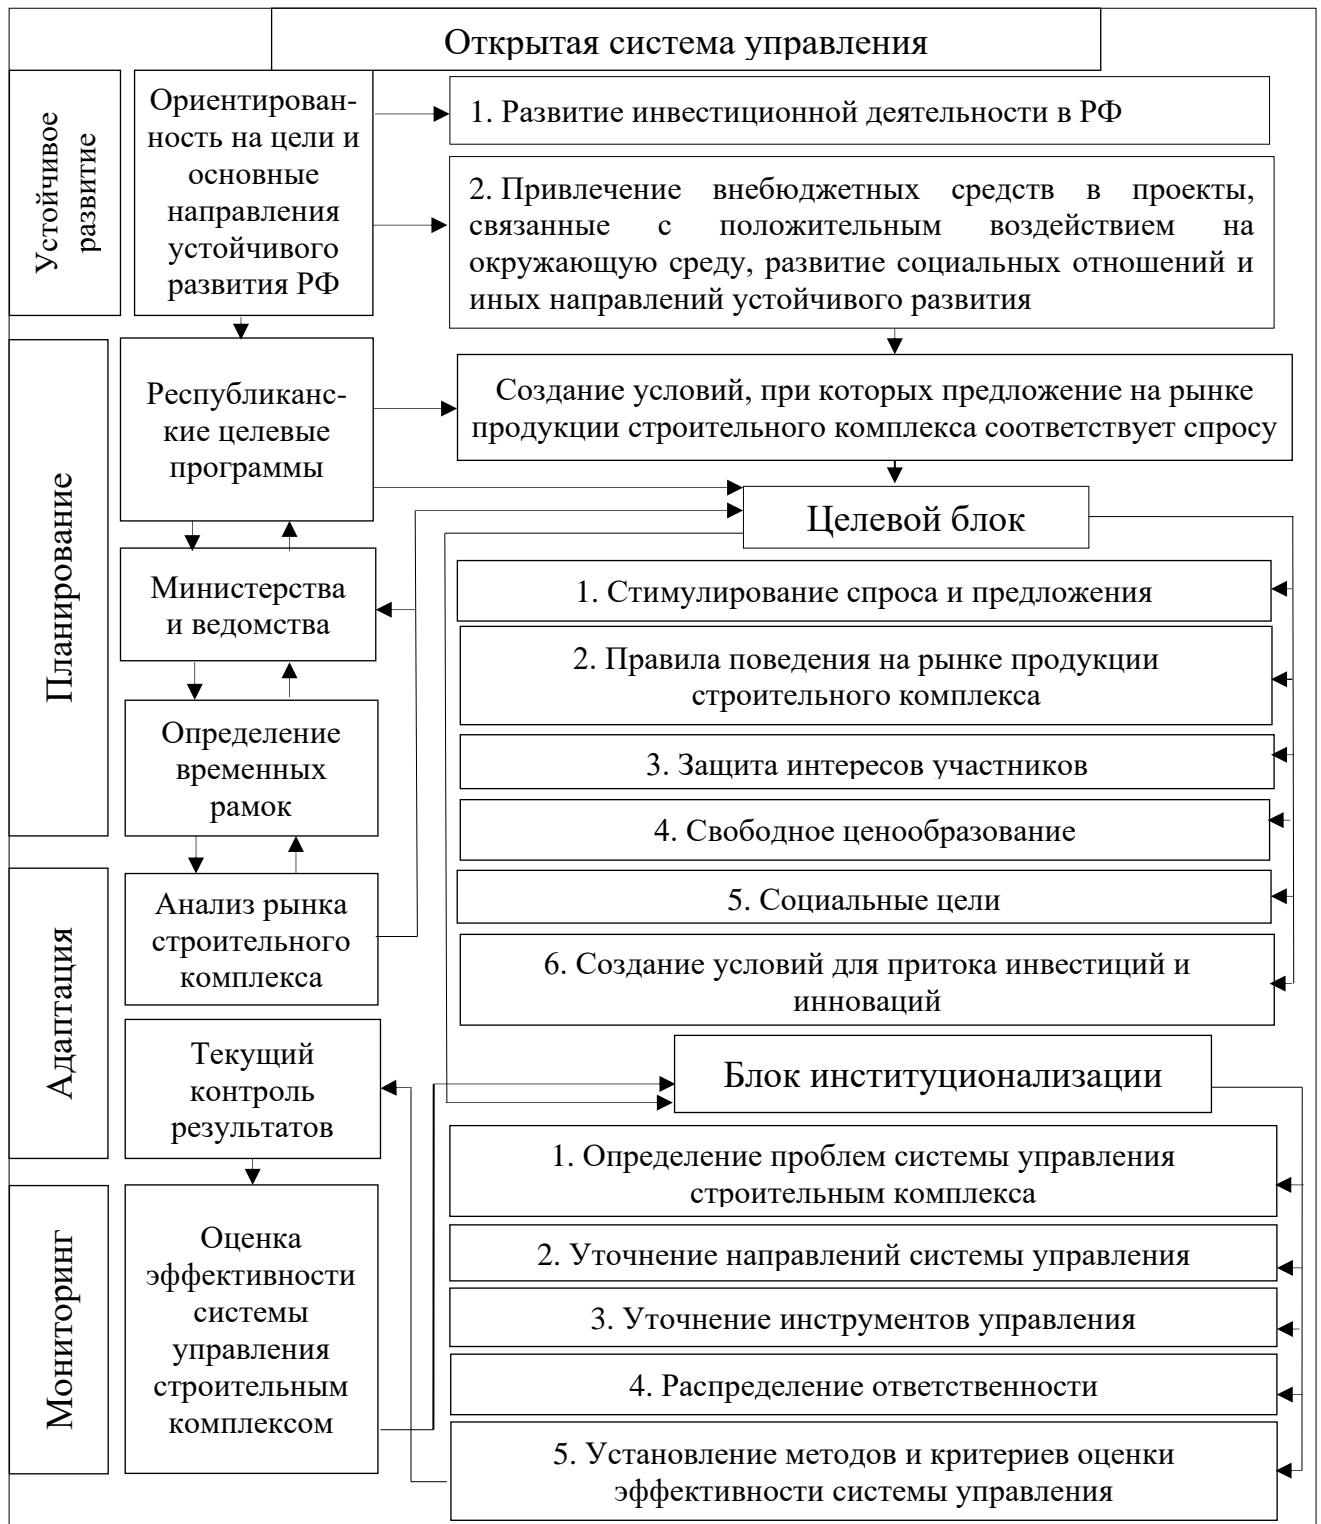 Открытая система управления
Устойчивое
развитие
Ориентирован-
ность на цели и
основные
направления
устойчивого
развития РФ
1. Развитие инвестиционной деятельности в РФ
2. Привлечение внебюджетных средств в проекты,
связанные с положительным воздействием на
окружающую среду, развитие социальных отношений и
иных направлений устойчивого развития
Планирование
Республиканс-
кие целевые
программы
Создание условий, при которых предложение на рынке
продукции строительного комплекса соответствует спросу
Целевой блок
Министерства
и ведомства
1. Стимулирование спроса и предложения
2. Правила поведения на рынке продукции
строительного комплекса
Определение
временных
рамок
3. Защита интересов участников
4. Свободное ценообразование
Адаптация
Анализ рынка
строительного
комплекса
5. Социальные цели
6. Создание условий для притока инвестиций и
инноваций
Текущий
контроль
результатов
Блок институционализации
1. Определение проблем системы управления
строительным комплекса
Мониторинг
Оценка
эффективности
системы
управления
строительным
комплексом
2. Уточнение направлений системы управления
3. Уточнение инструментов управления
4. Распределение ответственности
5. Установление методов и критериев оценки
эффективности системы управления